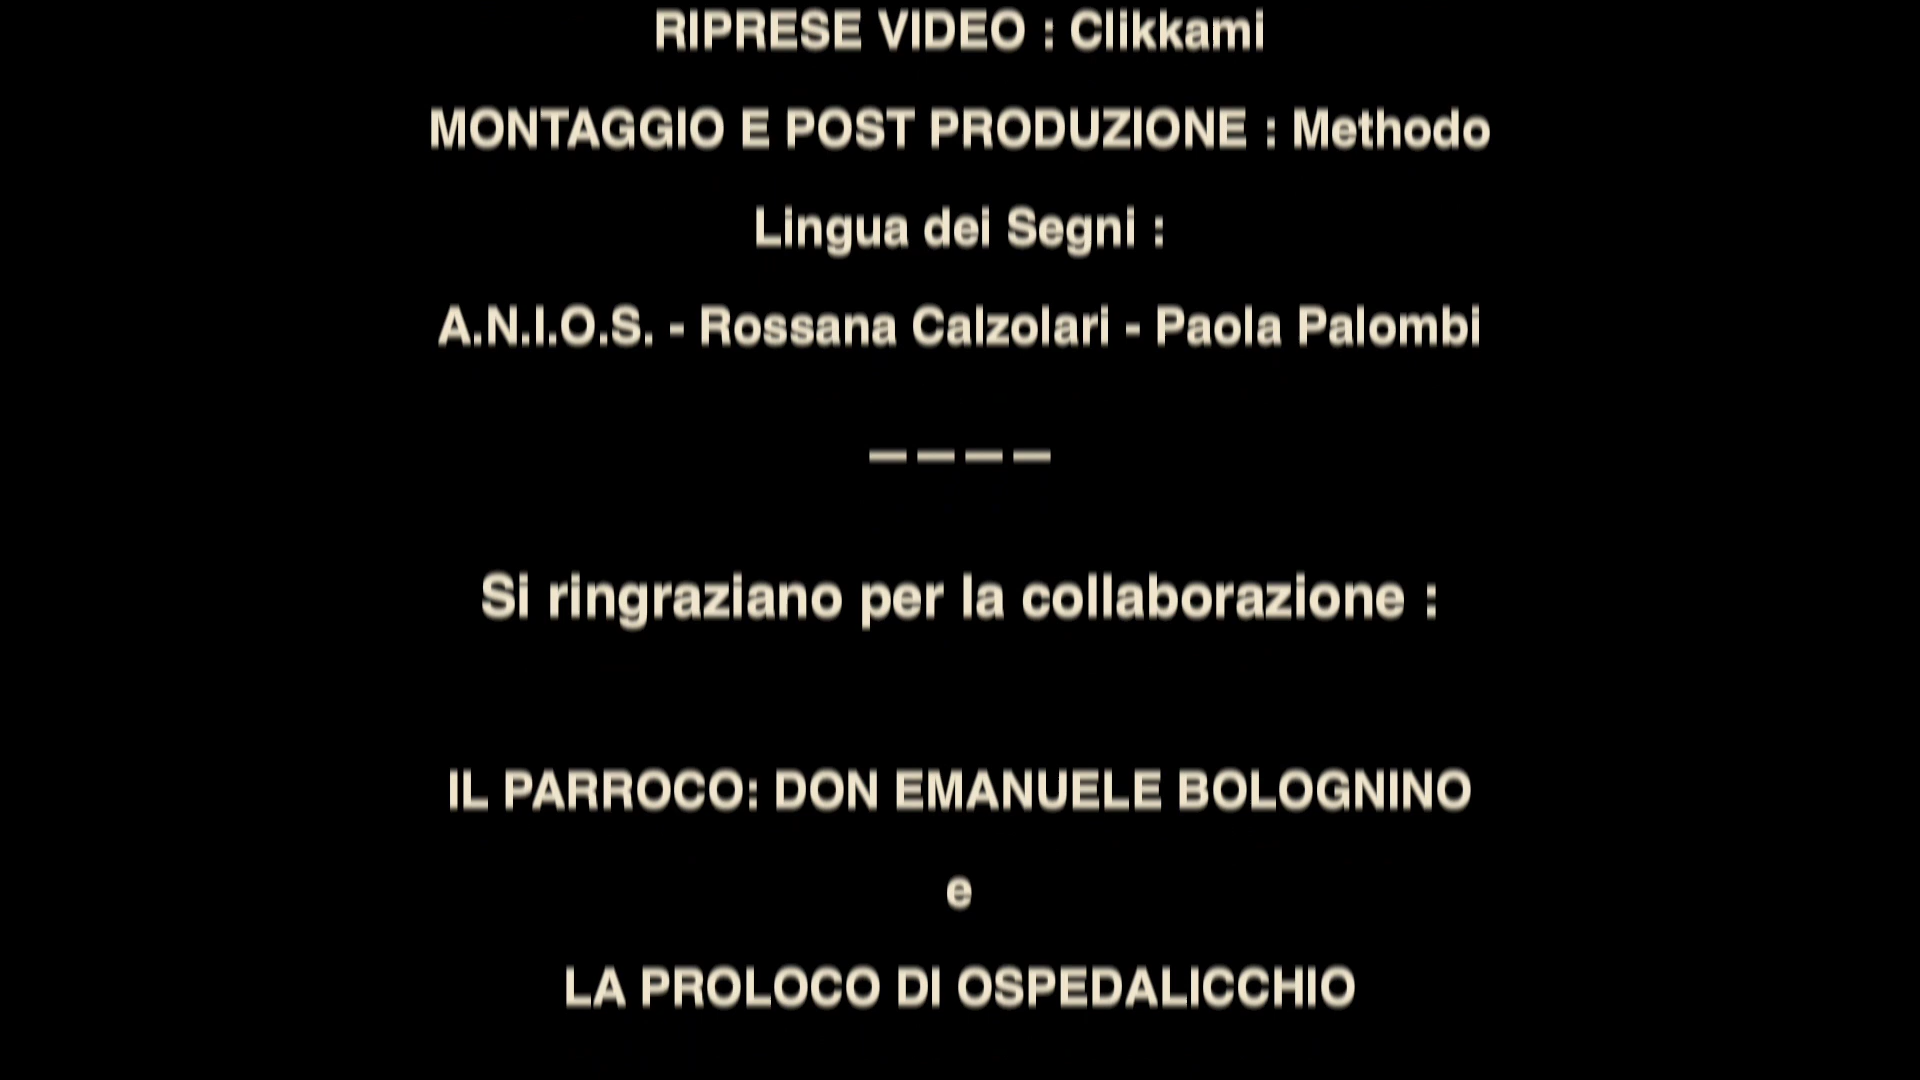 RIPRESE VIDEO : Clikkami
MONTAGGIO E POST PRODUZIONE : Methodo
Lingua dei Segni :
A.N.I.O.S. - Rossana Calzolari - Paola Palombi
————
Si ringraziano per la collaborazione :
IL PARROCO: DON EMANUELE BOLOGNINO
e
LA PROLOCO DI OSPEDALICCHIO